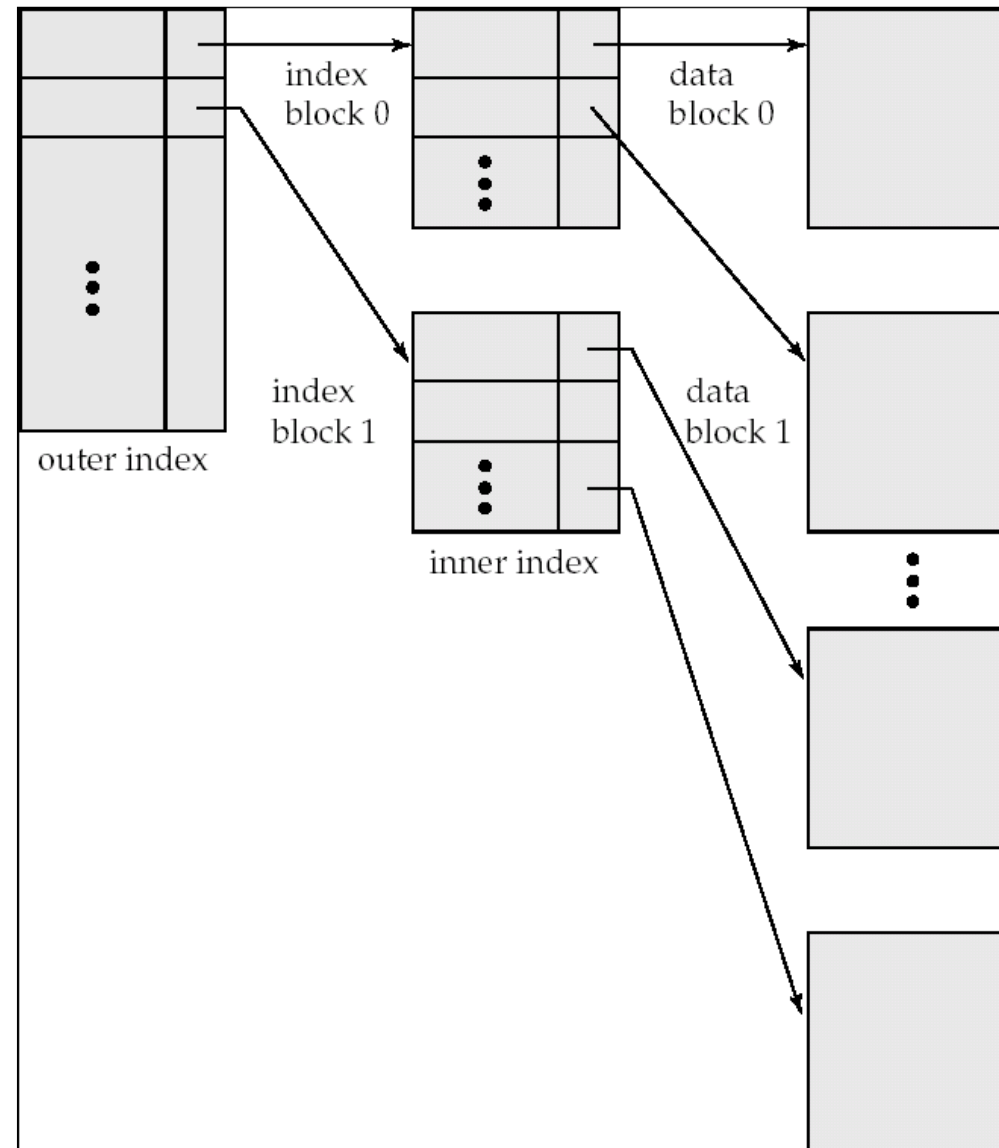 index
block 0
data
block 0
index
block 1
data
block 1
outer index
inner index